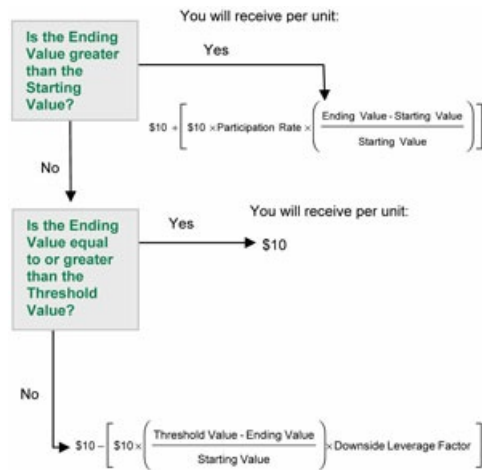 You will receive per unit:
Is the Ending
Value greater
than the
Starting
Value?
Yes
$10 + [ $10 × Participation Rate × ( Ending Value - Starting Value / Starting Value ) ]
No
Is the Ending
Value equal
to or greater
than the
Threshold
Value?
Yes
You will receive per unit:
$10
No
$10 – [ $10 × ( Threshold Value - Ending Value / Starting Value ) × Downside Leverage Factor ]